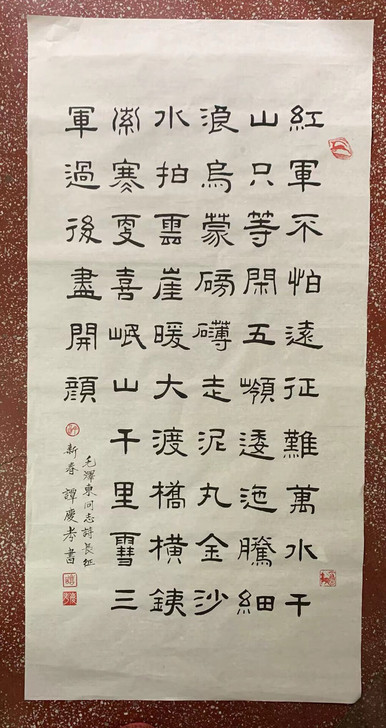 紅軍不怕遠征難萬水千
山只等閑五嶺逶迤騰細
浪烏蒙磅礴走泥丸金沙
水拍雲崖暖大渡橋橫銕
索寒更喜岷山千里雪三
軍過後盡開顏
毛澤東同志詩長征
新春 譚慶孝書